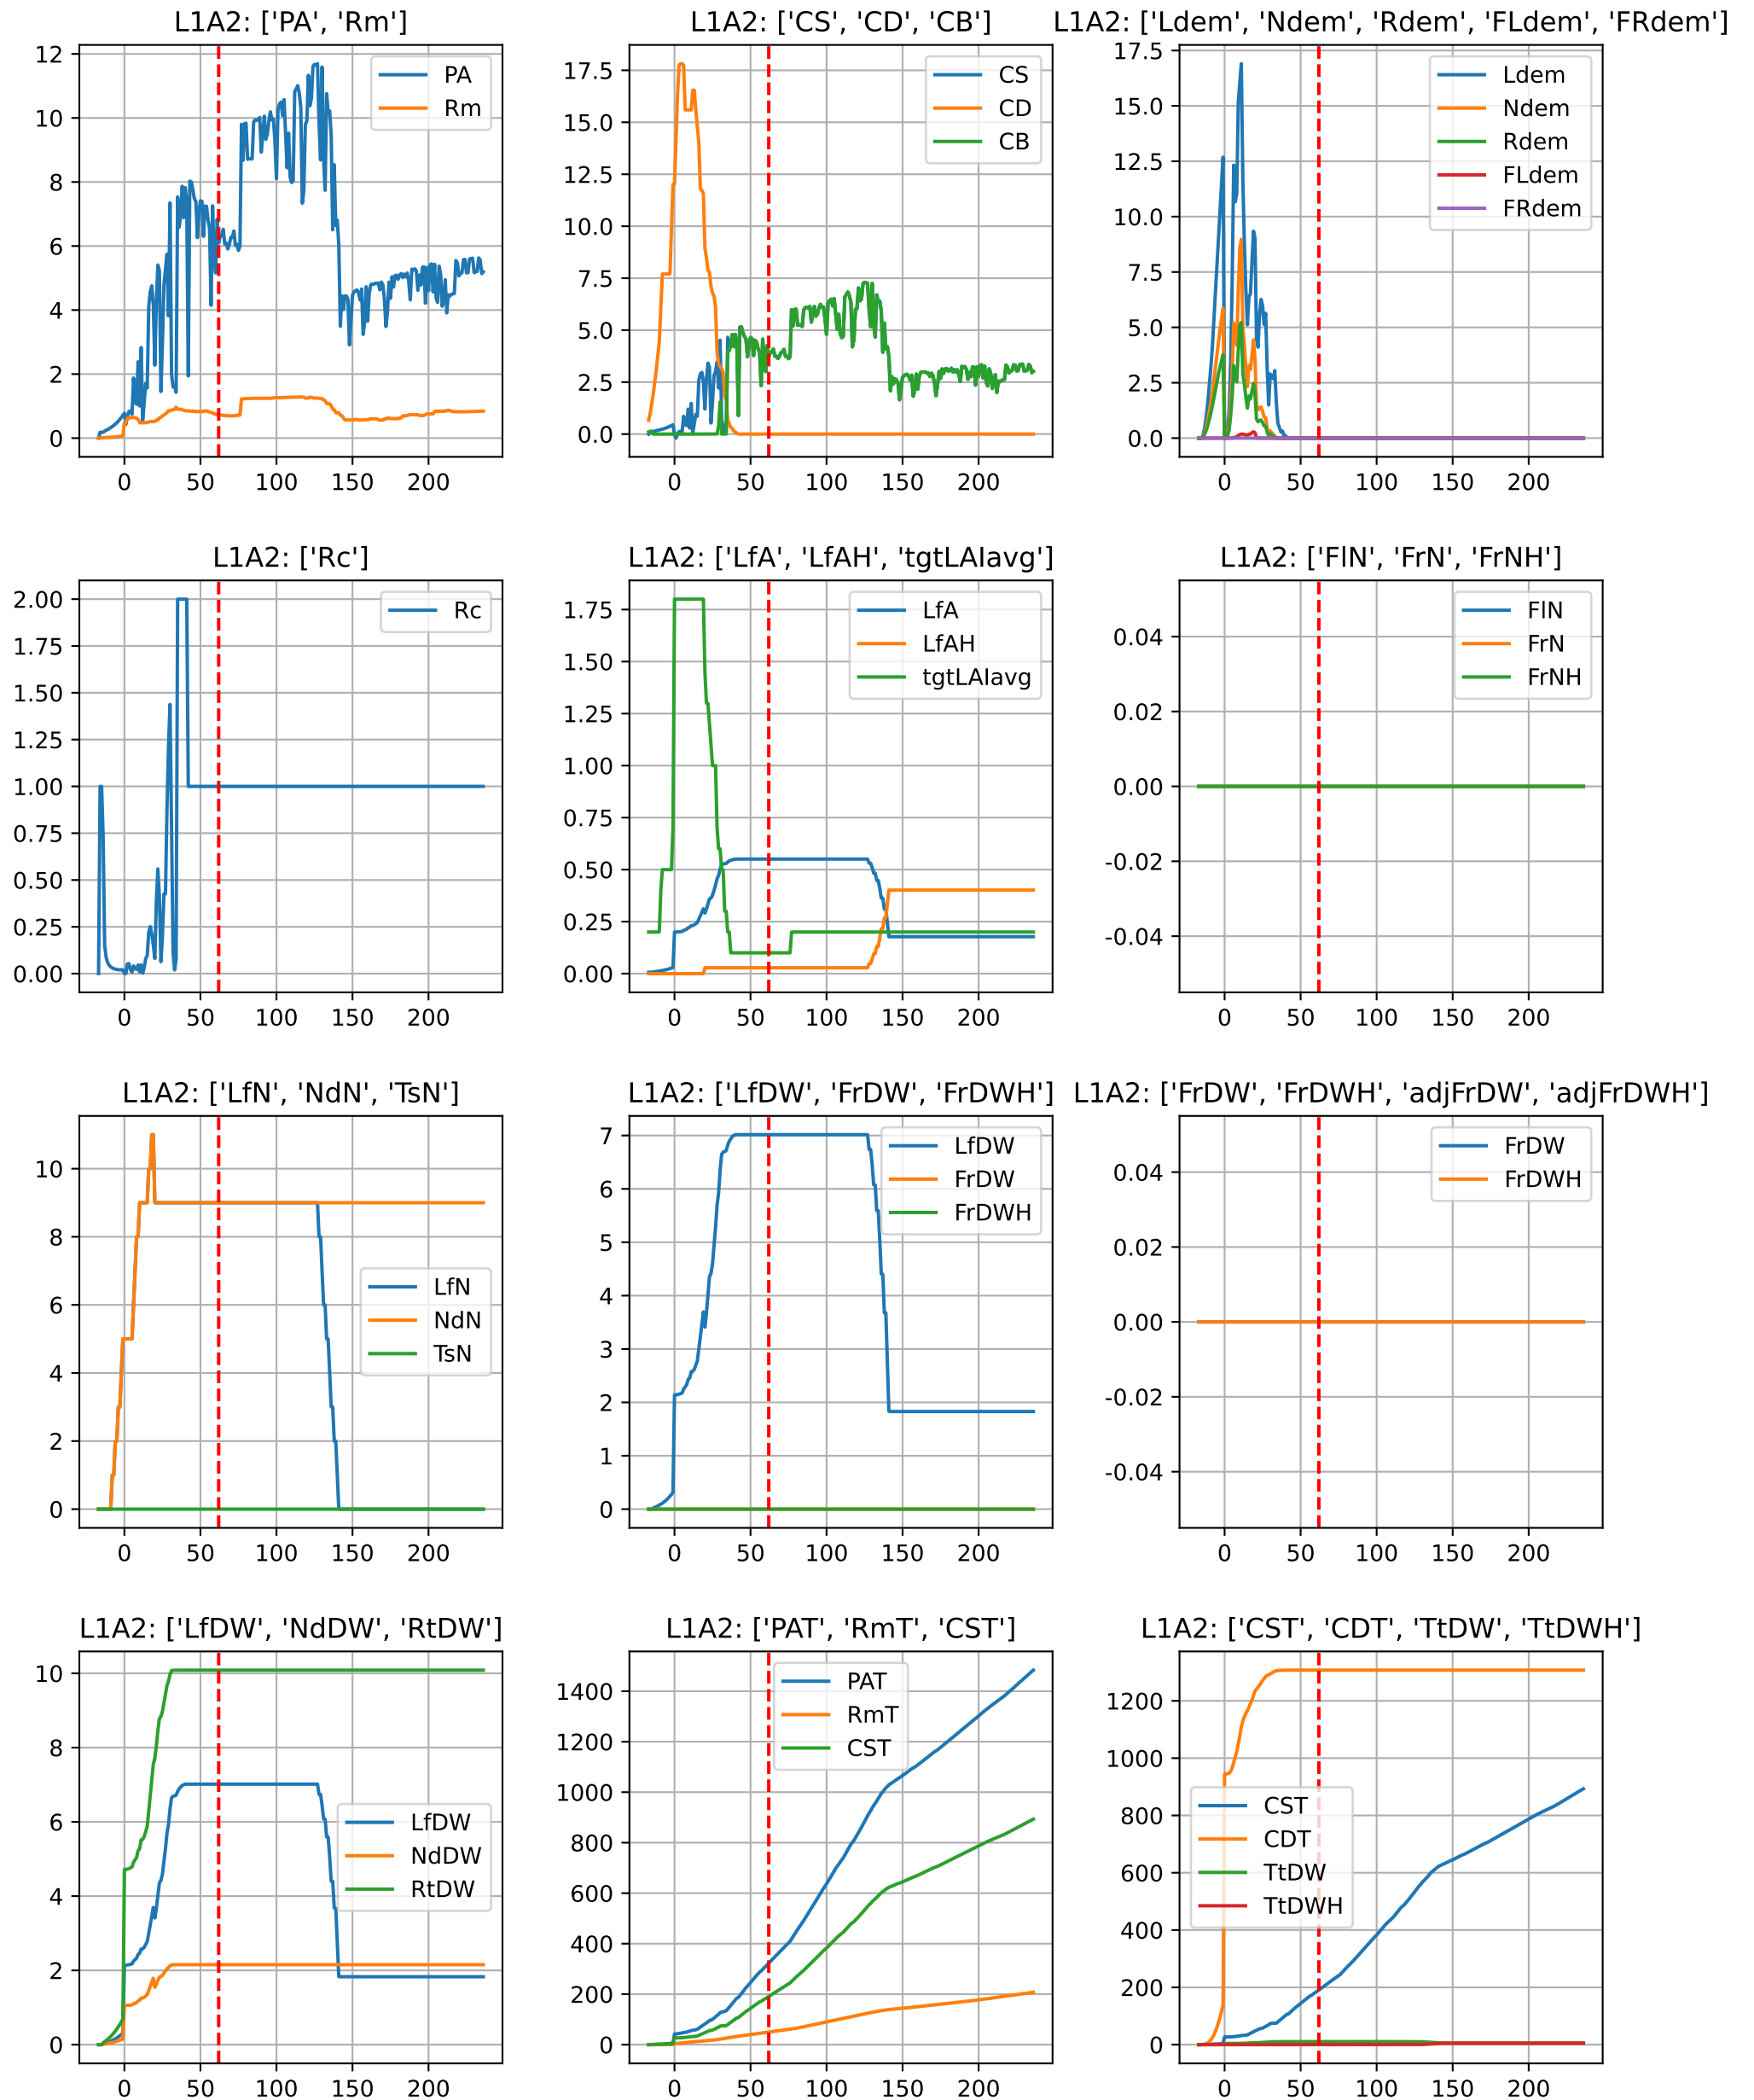 L1A2: ['PA', 'Rm']
12
10
8
6
4
2
0
0 50 100 150 200
PA
Rm
L1A2: ['CS', 'CD', 'CB']
17.5
15.0
12.5
10.0
7.5
5.0
2.5
0.0
0 50 100 150 200
CS
CD
CB
L1A2: ['Ldem', 'Ndem', 'Rdem', 'FLdem', 'FRdem']
17.5
15.0
12.5
10.0
7.5
5.0
2.5
0.0
0 50 100 150 200
Ldem
Ndem
Rdem
FLdem
FRdem
L1A2: ['Rc']
2.00
1.75
1.50
1.25
1.00
0.75
0.50
0.25
0.00
0 50 100 150 200
Rc
L1A2: ['LfA', 'LfAH', 'tgtLAIavg']
1.75
1.50
1.25
1.00
0.75
0.50
0.25
0.00
0 50 100 150 200
LfA
LfAH
tgtLAIavg
L1A2: ['FlN', 'FrN', 'FrNH']
0.04
0.02
0.00
-0.02
-0.04
0 50 100 150 200
FlN
FrN
FrNH
L1A2: ['LfN', 'NdN', 'TsN']
10
8
6
4
2
0
0 50 100 150 200
LfN
NdN
TsN
L1A2: ['LfDW', 'FrDW', 'FrDWH']
7
6
5
4
3
2
1
0
0 50 100 150 200
LfDW
FrDW
FrDWH
L1A2: ['FrDW', 'FrDWH', 'adjFrDW', 'adjFrDWH']
0.04
0.02
0.00
-0.02
-0.04
0 50 100 150 200
FrDW
FrDWH
L1A2: ['LfDW', 'NdDW', 'RtDW']
10
8
6
4
2
0
0 50 100 150 200
LfDW
NdDW
RtDW
L1A2: ['PAT', 'RmT', 'CST']
1400
1200
1000
800
600
400
200
0
0 50 100 150 200
PAT
RmT
CST
L1A2: ['CST', 'CDT', 'TtDW', 'TtDWH']
1200
1000
800
600
400
200
0
0 50 100 150 200
CST
CDT
TtDW
TtDWH